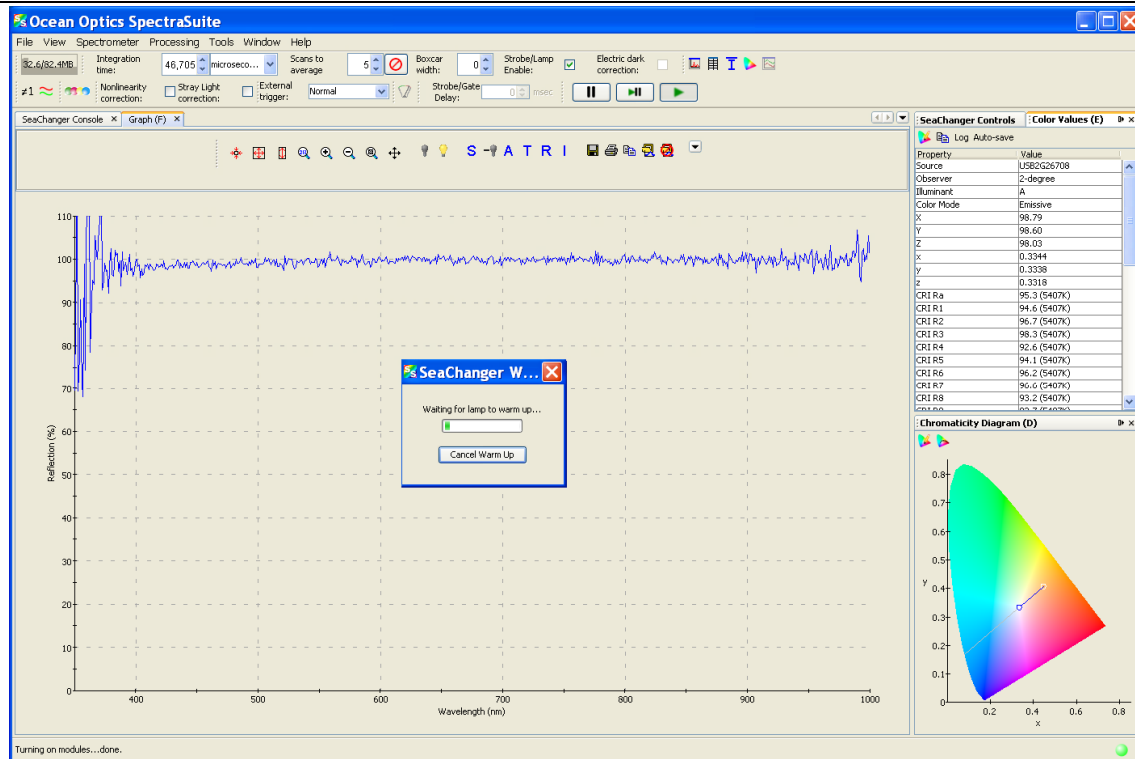 Ocean Optics SpectraSuite
File View Spectrometer Processing Tools Window Help
32.6/82.4MB Integration time: 46,705 microseco... Scans to average 5 Boxcar width: 0 Strobe/Lamp Enable: Electric dark correction:
≠1 Nonlinearity correction: Stray Light correction: External trigger: Normal Strobe/Gate Delay: 0 msec
SeaChanger Console × Graph (F) ×
SeaChanger Controls Color Values (E)
S A T R I
Log Auto-save
Property Value
Source USB2G26708
Observer 2-degree
Illuminant A
Color Mode Emissive
X 98.79
Y 98.60
Z 98.03
x 0.3344
y 0.3338
z 0.3318
CRI Ra 95.3 (5407K)
CRI R1 94.6 (5407K)
CRI R2 96.7 (5407K)
CRI R3 98.3 (5407K)
CRI R4 92.6 (5407K)
CRI R5 94.1 (5407K)
CRI R6 96.2 (5407K)
CRI R7 96.6 (5407K)
CRI R8 93.2 (5407K)
110
100
90
80
70
60
50
40
30
20
10
0
Reflection (%)
400 500 600 700 800 900 1000
Wavelength (nm)
SeaChanger W...
Waiting for lamp to warm up...
Cancel Warm Up
Chromaticity Diagram (D)
0.8
0.7
0.6
0.5
Y 0.4
0.3
0.2
0.1
0
0.2 0.4 0.6 0.8
x
Turning on modules...done.